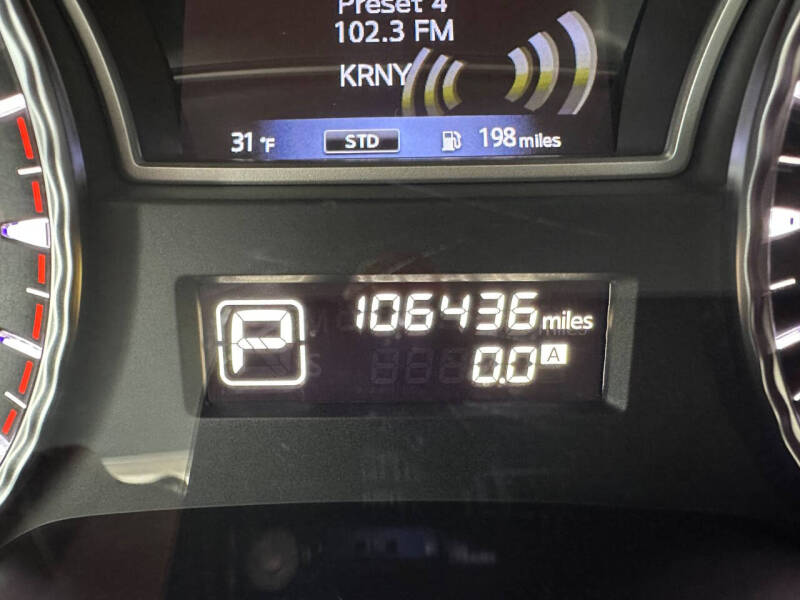 Preset 4
102.3 FM
KRNY
31 °F STD 198 miles
P 106436 miles
0.0 A